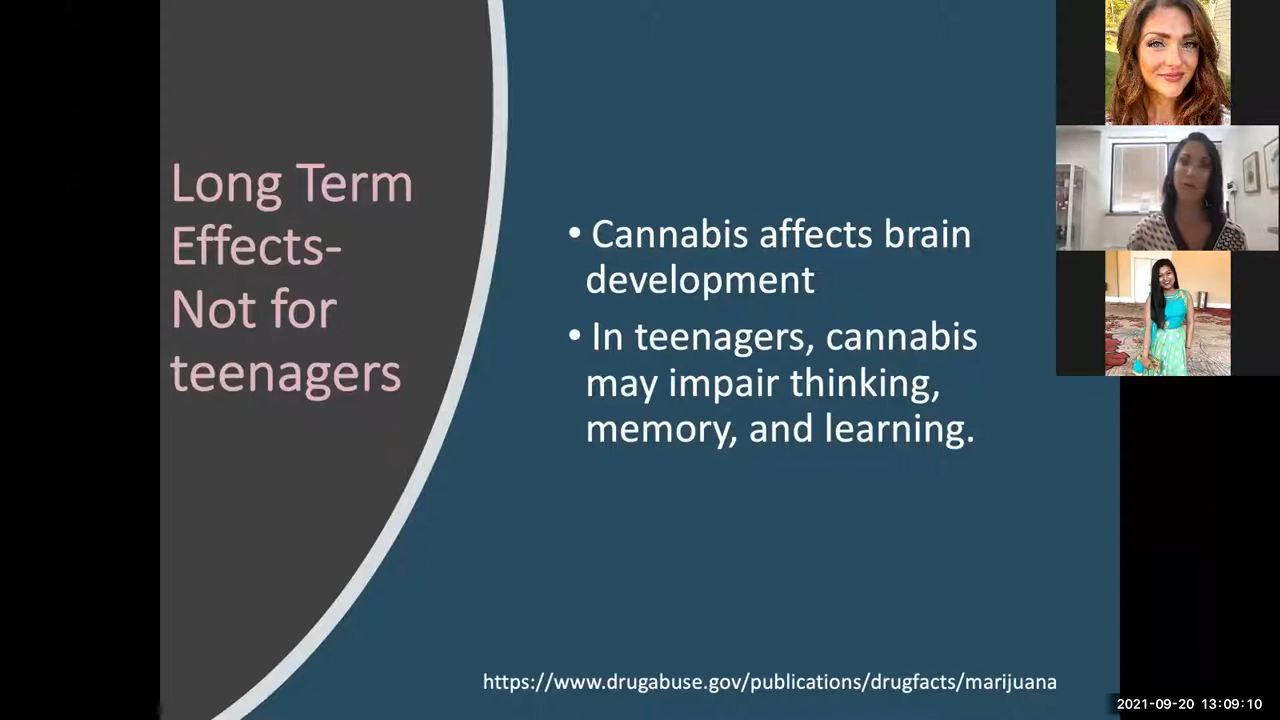 Long Term
Effects-
Not for
teenagers
• Cannabis affects brain
development
• In teenagers, cannabis
may impair thinking,
memory, and learning.
https://www.drugabuse.gov/publications/drugfacts/marijuana
2021-09-20 13:09:10